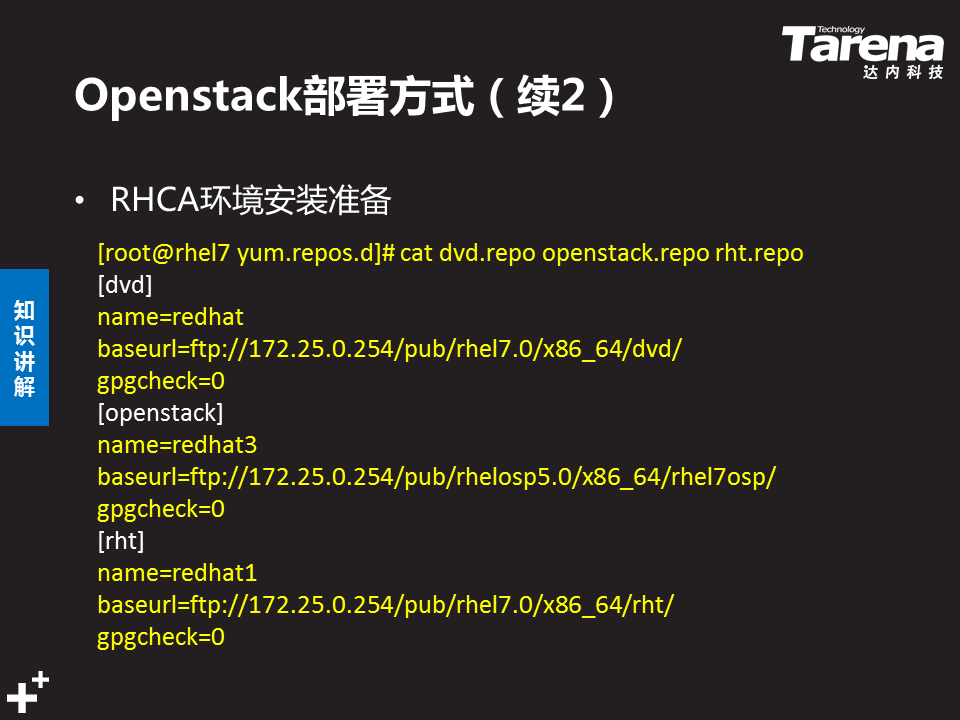 Technology
Tarena
达内科技
Openstack部署方式（续2）
• RHCA环境安装准备
[root@rhel7 yum.repos.d]# cat dvd.repo openstack.repo rht.repo
[dvd]
name=redhat
baseurl=ftp://172.25.0.254/pub/rhel7.0/x86_64/dvd/
gpgcheck=0
[openstack]
name=redhat3
baseurl=ftp://172.25.0.254/pub/rhelosp5.0/x86_64/rhel7osp/
gpgcheck=0
[rht]
name=redhat1
baseurl=ftp://172.25.0.254/pub/rhel7.0/x86_64/rht/
gpgcheck=0
知识讲解